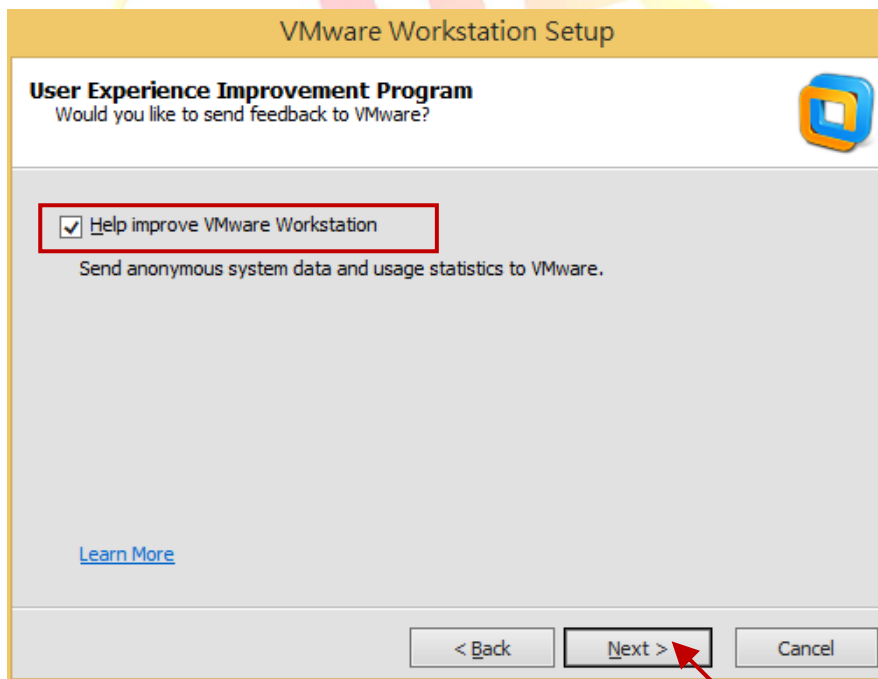 VMware Workstation Setup
User Experience Improvement Program
Would you like to send feedback to VMware?
Help improve VMware Workstation
Send anonymous system data and usage statistics to VMware.
Learn More
< Back Next > Cancel